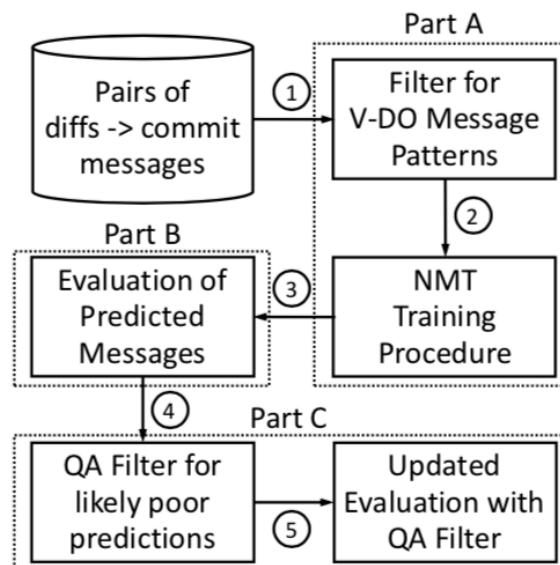 Part A
Pairs of
diffs -> commit
messages
1
Filter for
V-DO Message
Patterns
2
Part B
Evaluation of
Predicted
Messages
3
NMT
Training
Procedure
4
Part C
QA Filter for
likely poor
predictions
5
Updated
Evaluation with
QA Filter